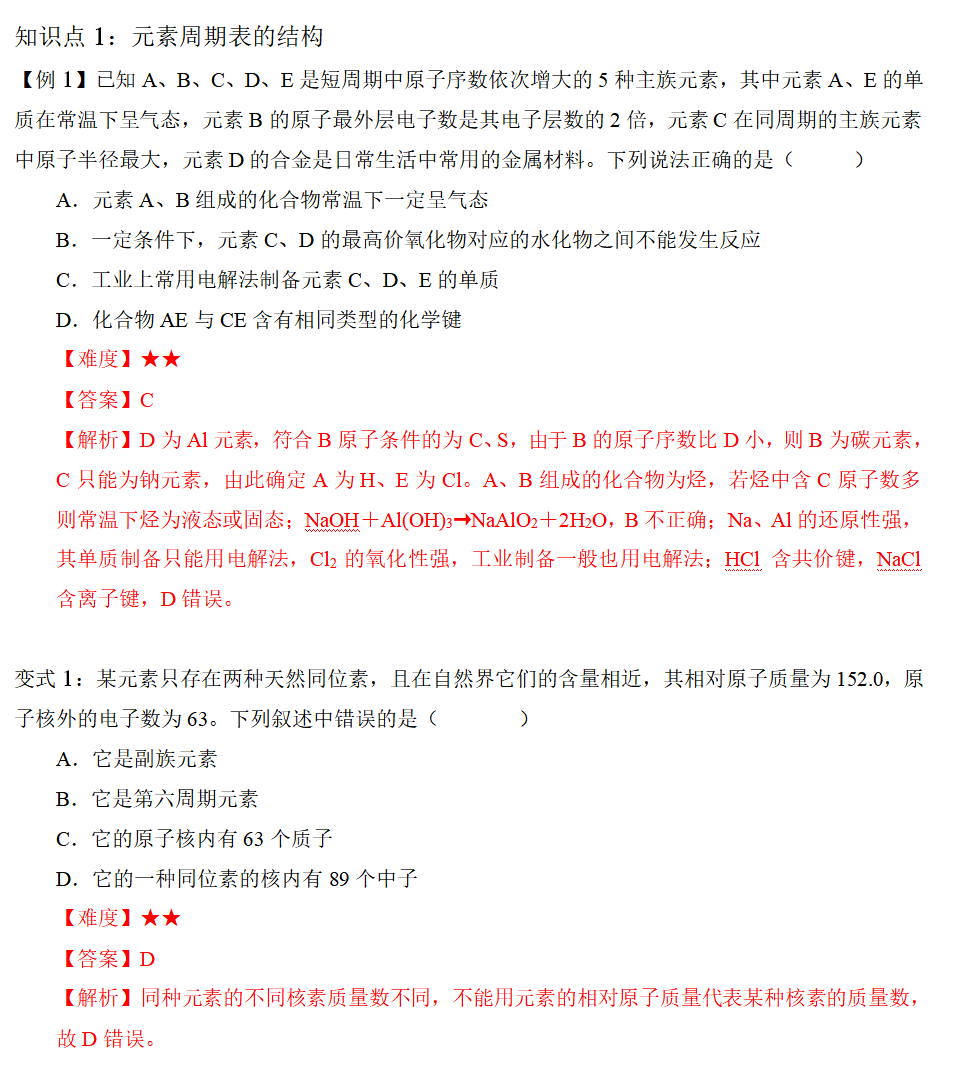 知识点 1：元素周期表的结构
【例 1】已知 A、B、C、D、E 是短周期中原子序数依次增大的 5 种主族元素，其中元素 A、E 的单
质在常温下呈气态，元素 B 的原子最外层电子数是其电子层数的 2 倍，元素 C 在同周期的主族元素
中原子半径最大，元素 D 的合金是日常生活中常用的金属材料。下列说法正确的是（　　）
A．元素 A、B 组成的化合物常温下一定呈气态
B．一定条件下，元素 C、D 的最高价氧化物对应的水化物之间不能发生反应
C．工业上常用电解法制备元素 C、D、E 的单质
D．化合物 AE 与 CE 含有相同类型的化学键
【难度】★★
【答案】C
【解析】D 为 Al 元素，符合 B 原子条件的为 C、S，由于 B 的原子序数比 D 小，则 B 为碳元素，
C 只能为钠元素，由此确定 A 为 H、E 为 Cl。A、B 组成的化合物为烃，若烃中含 C 原子数多
则常温下烃为液态或固态；NaOH＋Al(OH)₃→NaAlO₂＋2H₂O，B 不正确；Na、Al 的还原性强，
其单质制备只能用电解法，Cl₂ 的氧化性强，工业制备一般也用电解法；HCl 含共价键，NaCl
含离子键，D 错误。
变式 1：某元素只存在两种天然同位素，且在自然界它们的含量相近，其相对原子质量为 152.0，原
子核外的电子数为 63。下列叙述中错误的是（　　）
A．它是副族元素
B．它是第六周期元素
C．它的原子核内有 63 个质子
D．它的一种同位素的核内有 89 个中子
【难度】★★
【答案】D
【解析】同种元素的不同核素质量数不同，不能用元素的相对原子质量代表某种核素的质量数，
故 D 错误。